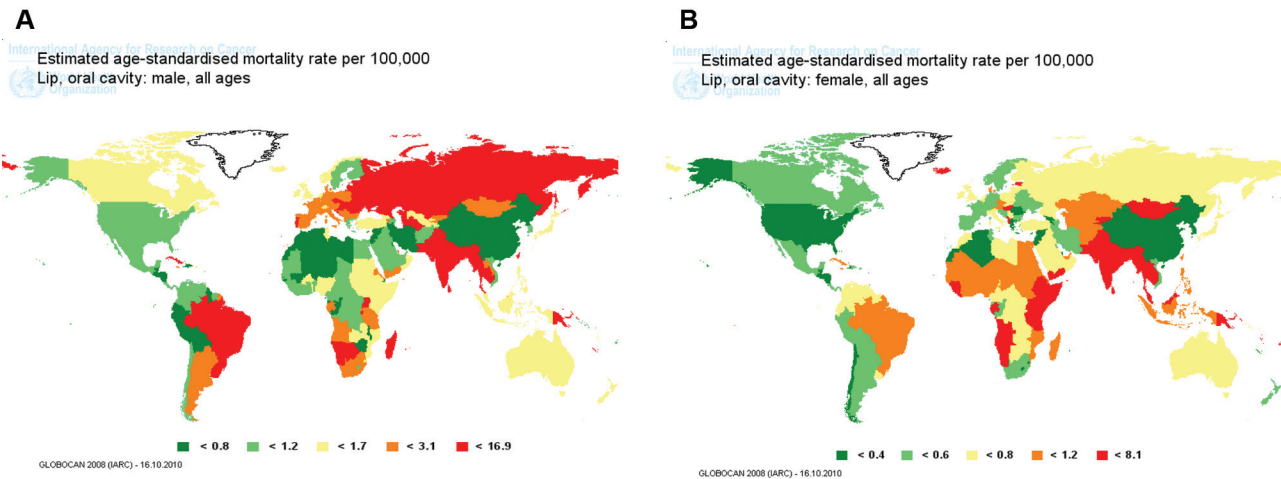 A
International Agency for Research on Cancer
Estimated age-standardised mortality rate per 100,000
Lip, oral cavity: male, all ages
Organization
< 0.8 < 1.2 < 1.7 < 3.1 < 16.9
GLOBOCAN 2008 (IARC) - 16.10.2010
B
International Agency for Research on Cancer
Estimated age-standardised mortality rate per 100,000
Lip, oral cavity: female, all ages
Organization
< 0.4 < 0.6 < 0.8 < 1.2 < 8.1
GLOBOCAN 2008 (IARC) - 16.10.2010